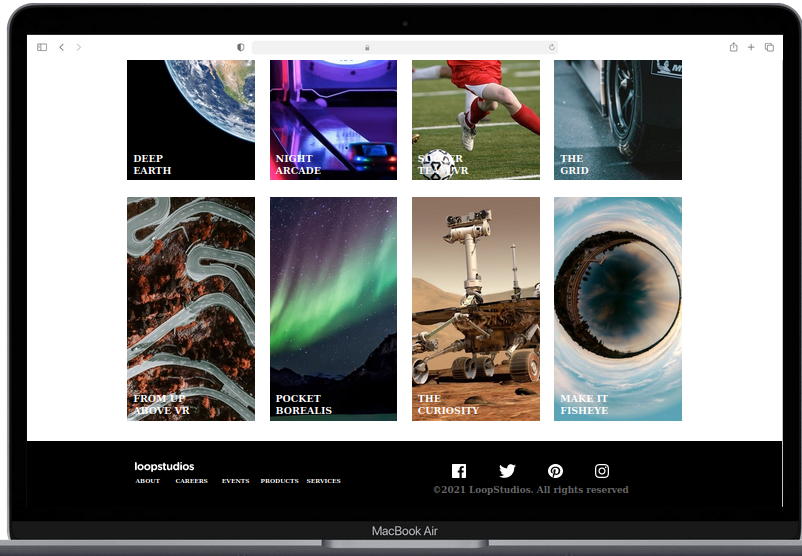 DEEP
EARTH
NIGHT
ARCADE
SOCCER
TEAM VR
THE
GRID
FROM UP
ABOVE VR
POCKET
BOREALIS
THE
CURIOSITY
MAKE IT
FISHEYE
loopstudios
ABOUT CAREERS EVENTS PRODUCTS SERVICES
©2021 LoopStudios. All rights reserved
MacBook Air